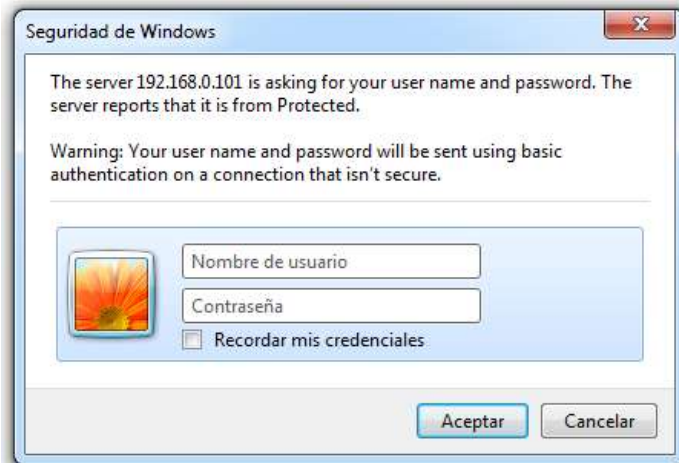 Seguridad de Windows
The server 192.168.0.101 is asking for your user name and password. The
server reports that it is from Protected.
Warning: Your user name and password will be sent using basic
authentication on a connection that isn't secure.
Nombre de usuario
Contraseña
Recordar mis credenciales
Aceptar
Cancelar